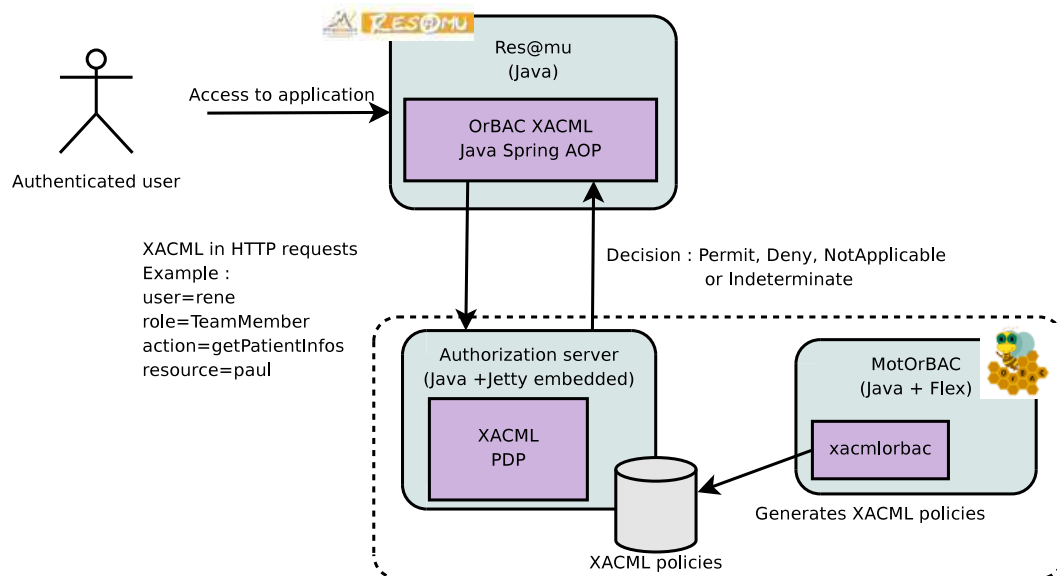 RES@MU
Res@mu
(Java)
Access to application
OrBAC XACML
Java Spring AOP
Authenticated user
XACML in HTTP requests
Example :
user=rene
role=TeamMember
action=getPatientInfos
resource=paul
Decision : Permit, Deny, NotApplicable
or Indeterminate
Authorization server
(Java +Jetty embedded)
XACML
PDP
MotOrBAC
(Java + Flex)
OrBAC
xacmlorbac
Generates XACML policies
XACML policies